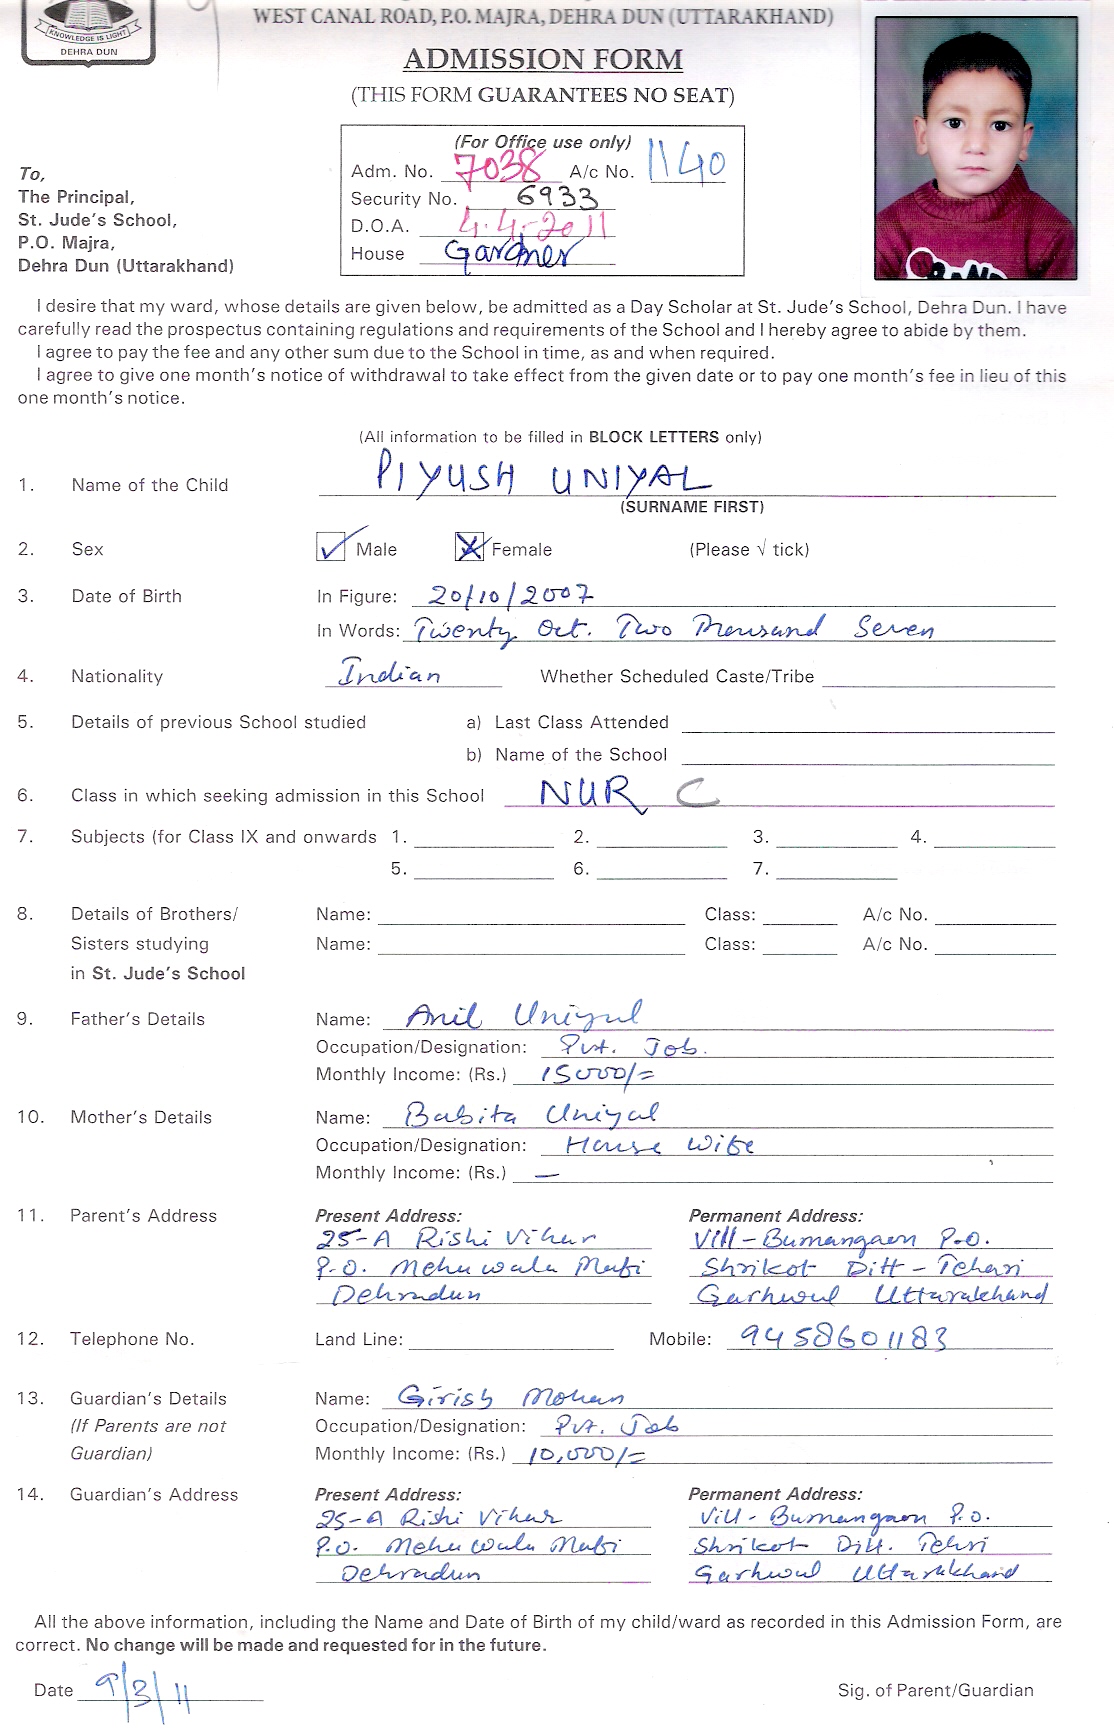 KNOWLEDGE IS LIGHT
DEHRA DUN
WEST CANAL ROAD, P.O. MAJRA, DEHRA DUN (UTTARAKHAND)
ADMISSION FORM
(THIS FORM GUARANTEES NO SEAT)
(For Office use only)
Adm. No. 7038 A/c No. 1140
Security No. 6933
D.O.A. 4.4.2011
House Gardner
To,
The Principal,
St. Jude's School,
P.O. Majra,
Dehra Dun (Uttarakhand)
I desire that my ward, whose details are given below, be admitted as a Day Scholar at St. Jude's School, Dehra Dun. I have
carefully read the prospectus containing regulations and requirements of the School and I hereby agree to abide by them.
I agree to pay the fee and any other sum due to the School in time, as and when required.
I agree to give one month's notice of withdrawal to take effect from the given date or to pay one month's fee in lieu of this
one month's notice.
(All information to be filled in BLOCK LETTERS only)
1. Name of the Child PIYUSH UNIYAL
(SURNAME FIRST)
2. Sex Male Female (Please √ tick)
3. Date of Birth In Figure: 20/10/2007
In Words: Twenty Oct. Two Thousand Seven
4. Nationality Indian Whether Scheduled Caste/Tribe
5. Details of previous School studied a) Last Class Attended
b) Name of the School
6. Class in which seeking admission in this School NUR C
7. Subjects (for Class IX and onwards 1. 2. 3. 4.
5. 6. 7.
8. Details of Brothers/ Name: Class: A/c No.
Sisters studying Name: Class: A/c No.
in St. Jude's School
9. Father's Details Name: Anil Uniyal
Occupation/Designation: Pvt. Job.
Monthly Income: (Rs.) 15000/=
10. Mother's Details Name: Babita Uniyal
Occupation/Designation: House Wife
Monthly Income: (Rs.) —
11. Parent's Address Present Address: Permanent Address:
25-A Rishi Vihar Vill - Bumangaon P.O.
P.O. Mehuwala Mafi Shrikot Ditt - Tehari
Dehradun Garhwal Uttarakhand
12. Telephone No. Land Line: Mobile: 9458601183
13. Guardian's Details Name: Girish Mohan
(If Parents are not Occupation/Designation: Pvt. Job
Guardian) Monthly Income: (Rs.) 10,000/=
14. Guardian's Address Present Address: Permanent Address:
25-A Rishi Vihar Vill - Bumangaon P.O.
P.O. Mehuwala Mafi Shrikot Ditt. Tehri
Dehradun Garhwal Uttarakhand
All the above information, including the Name and Date of Birth of my child/ward as recorded in this Admission Form, are
correct. No change will be made and requested for in the future.
Date 9/3/11 Sig. of Parent/Guardian